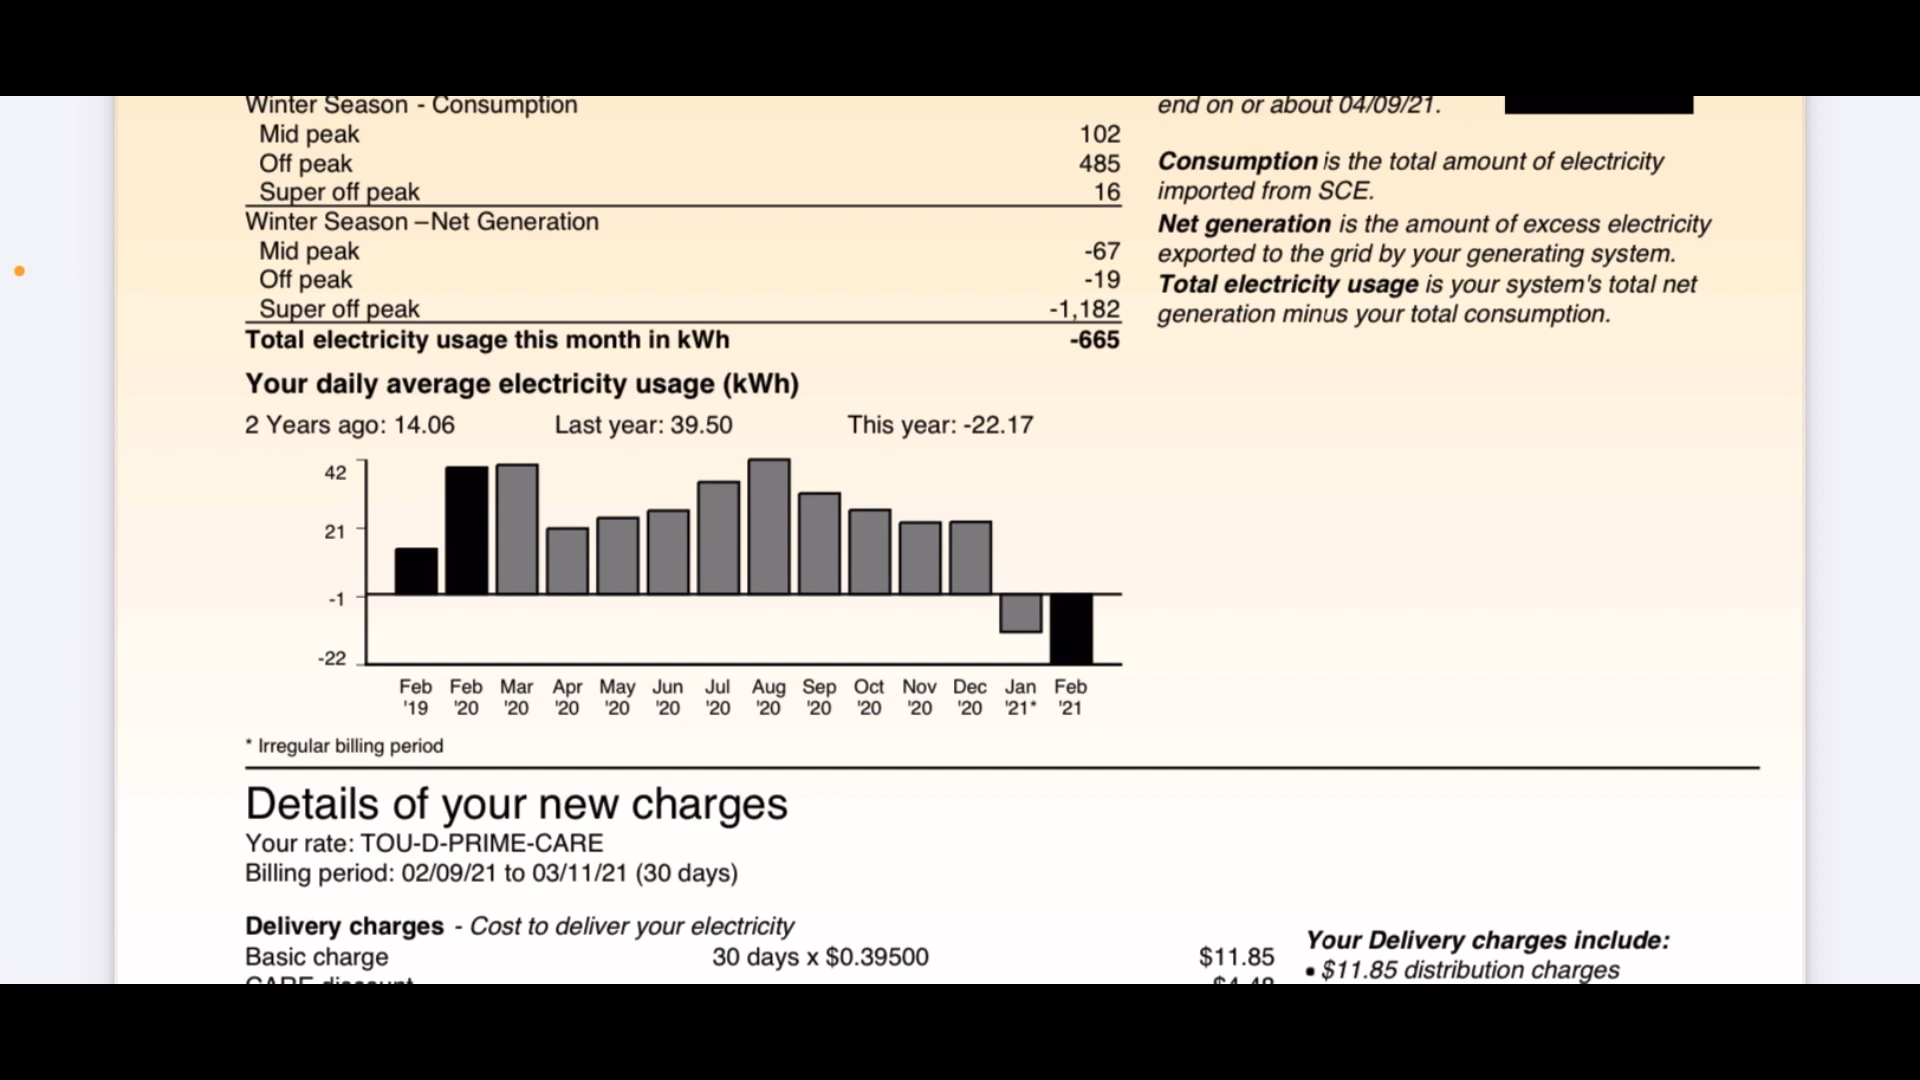 Winter Season - Consumption
Mid peak 102
Off peak 485
Super off peak 16
Winter Season –Net Generation
Mid peak -67
Off peak -19
Super off peak -1,182
Total electricity usage this month in kWh -665
end on or about 04/09/21.
Consumption is the total amount of electricity
imported from SCE.
Net generation is the amount of excess electricity
exported to the grid by your generating system.
Total electricity usage is your system's total net
generation minus your total consumption.
Your daily average electricity usage (kWh)
2 Years ago: 14.06 Last year: 39.50 This year: -22.17
42
21
-1
-22
Feb Feb Mar Apr May Jun Jul Aug Sep Oct Nov Dec Jan Feb
'19 '20 '20 '20 '20 '20 '20 '20 '20 '20 '20 '20 '21* '21
* Irregular billing period
Details of your new charges
Your rate: TOU-D-PRIME-CARE
Billing period: 02/09/21 to 03/11/21 (30 days)
Delivery charges - Cost to deliver your electricity
Basic charge 30 days x $0.39500 $11.85
CARE discount
Your Delivery charges include:
• $11.85 distribution charges